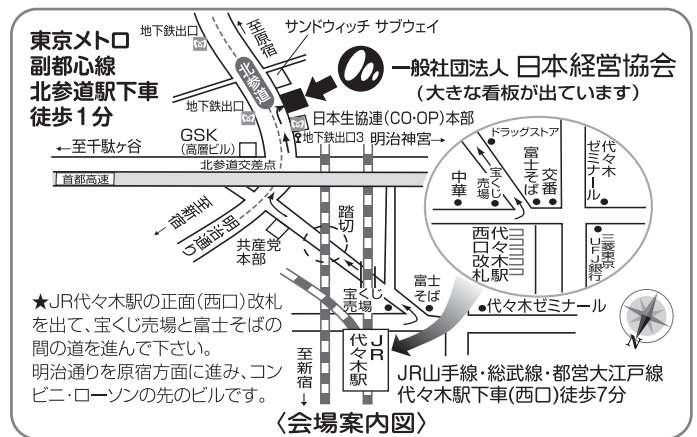 東京メトロ
副都心線
北参道駅下車
徒歩1分
地下鉄出口
至原宿
サンドウィッチ サブウェイ
北参道
一般社団法人 日本経営協会
(大きな看板が出ています)
地下鉄出口
日本生協連(CO・OP)本部
地下鉄出口3
明治神宮→
GSK
(高層ビル)
←至千駄ヶ谷
北参道交差点
首都高速
至新宿
明治通り
共産党
本部
踏切
ドラッグストア
中華
宝くじ
売場
富士そば
交番
代々木
ゼミナール
代々木駅
西口改札
三菱東京
UFJ銀行
★JR代々木駅の正面(西口)改札
を出て、宝くじ売場と富士そばの
間の道を進んで下さい。
明治通りを原宿方面に進み、コン
ビニ・ローソンの先のビルです。
宝くじ
売場
富士
そば
代々木ゼミナール
至新宿
JR
代々木駅
N
JR山手線・総武線・都営大江戸線
代々木駅下車(西口)徒歩7分
〈会場案内図〉